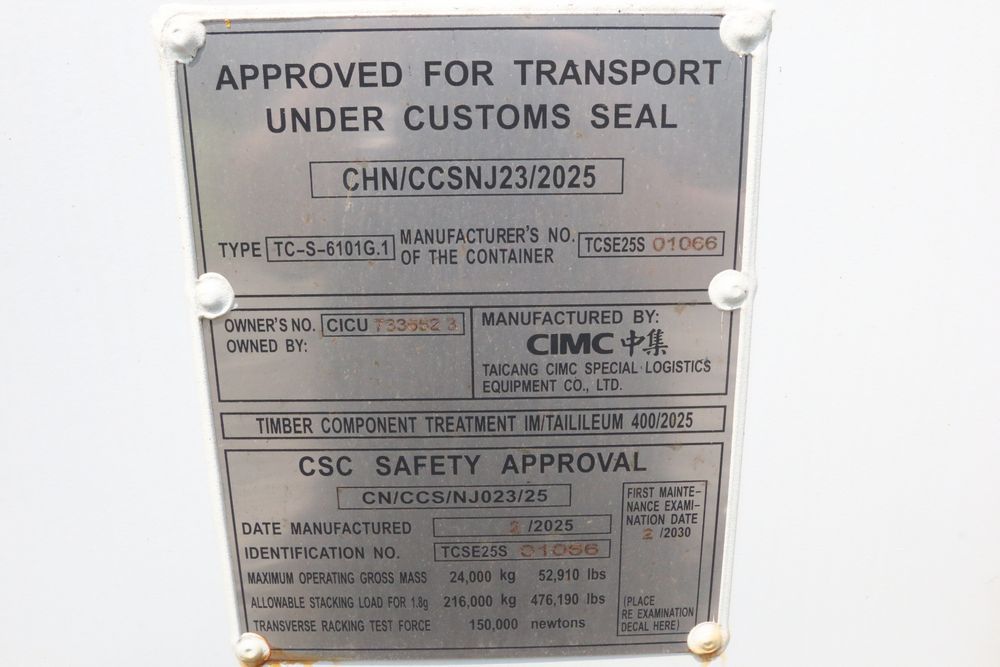 APPROVED FOR TRANSPORT
UNDER CUSTOMS SEAL
CHN/CCSNJ23/2025
TYPE TC-S-6101G.1 MANUFACTURER'S NO. OF THE CONTAINER TCSE25S 01066
OWNER'S NO. CICU
OWNED BY:
MANUFACTURED BY:
CIMC 中集
TAICANG CIMC SPECIAL LOGISTICS
EQUIPMENT CO., LTD.
TIMBER COMPONENT TREATMENT IM/TAILILEUM 400/2025
CSC SAFETY APPROVAL
CN/CCS/NJ023/25
DATE MANUFACTURED 2 /2025
IDENTIFICATION NO. TCSE25S 01066
MAXIMUM OPERATING GROSS MASS 24,000 kg 52,910 lbs
ALLOWABLE STACKING LOAD FOR 1.8g 216,000 kg 476,190 lbs
TRANSVERSE RACKING TEST FORCE 150,000 newtons
FIRST MAINTE-
NANCE EXAMI-
NATION DATE
2 /2030
(PLACE
RE EXAMINATION
DECAL HERE)